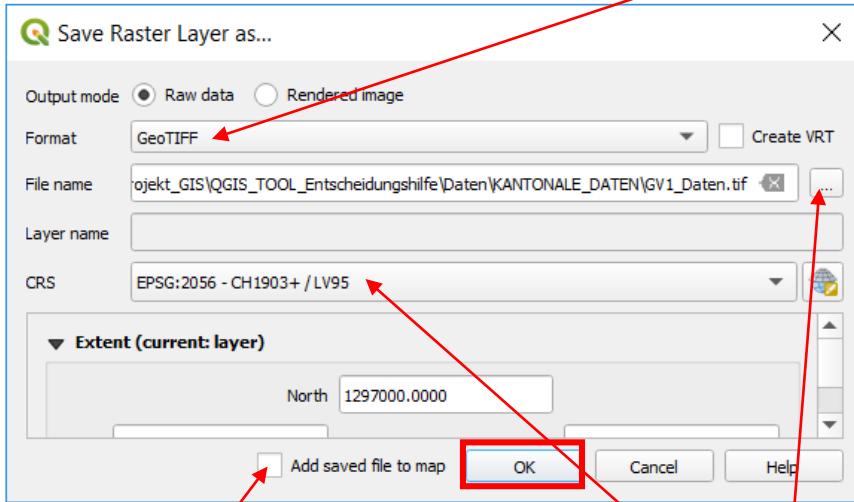 Save Raster Layer as...
Output mode Raw data Rendered image
Format GeoTIFF Create VRT
File name rojekt_GIS\QGIS_TOOL_Entscheidungshilfe\Daten\KANTONALE_DATEN\GV1_Daten.tif ...
Layer name
CRS EPSG:2056 - CH1903+ / LV95
Extent (current: layer)
North 1297000.0000
Add saved file to map OK Cancel Help